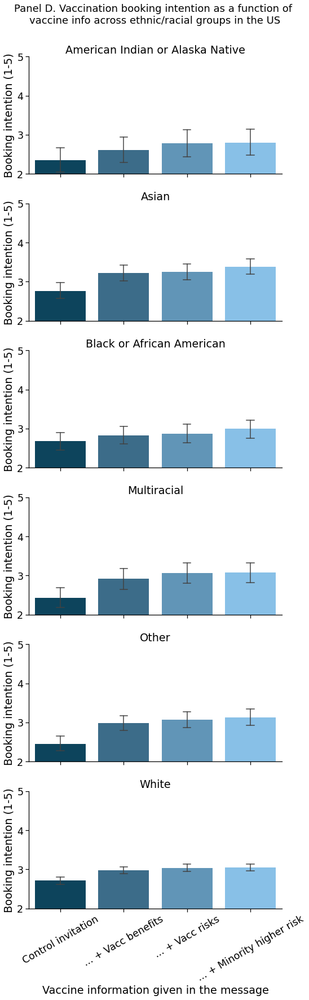 Panel D. Vaccination booking intention as a function of
vaccine info across ethnic/racial groups in the US
American Indian or Alaska Native
Booking intention (1-5)
5
4
3
2
Asian
Booking intention (1-5)
5
4
3
2
Black or African American
Booking intention (1-5)
5
4
3
2
Multiracial
Booking intention (1-5)
5
4
3
2
Other
Booking intention (1-5)
5
4
3
2
White
Booking intention (1-5)
5
4
3
2
Control invitation
... + Vacc benefits
... + Vacc risks
... + Minority higher risk
Vaccine information given in the message